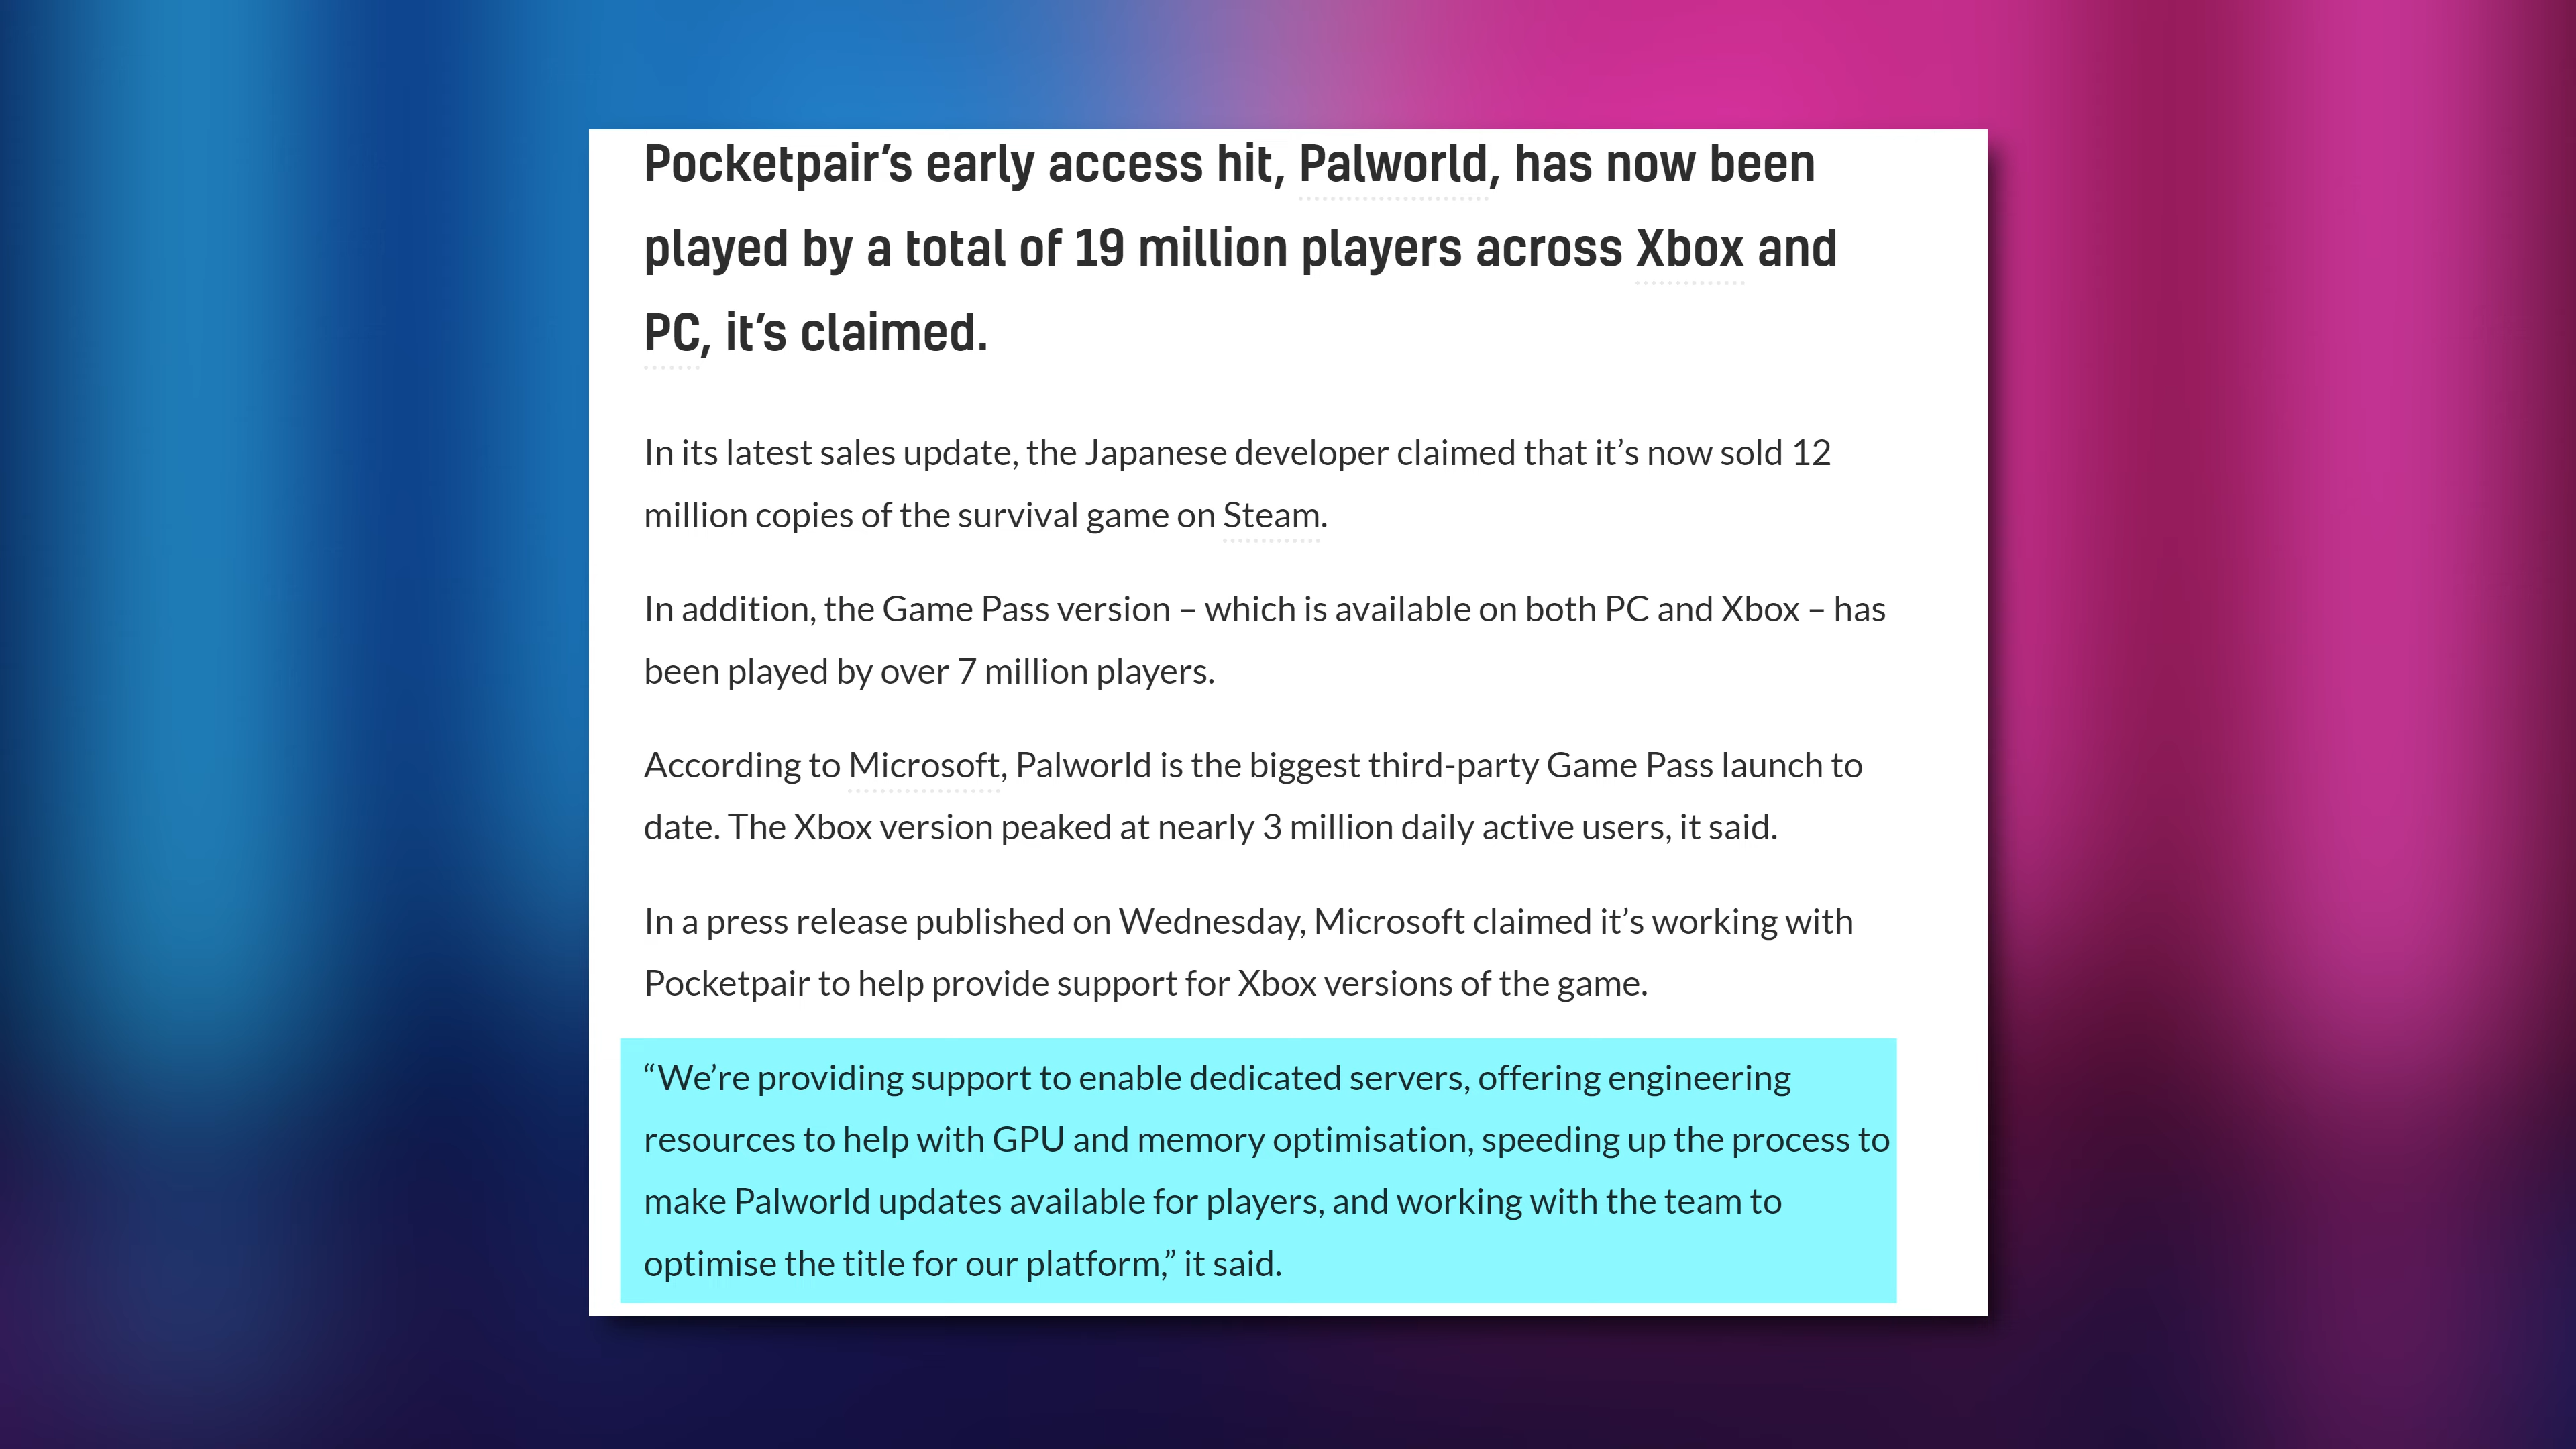 Pocketpair’s early access hit, Palworld, has now been
played by a total of 19 million players across Xbox and
PC, it’s claimed.
In its latest sales update, the Japanese developer claimed that it’s now sold 12
million copies of the survival game on Steam.
In addition, the Game Pass version – which is available on both PC and Xbox – has
been played by over 7 million players.
According to Microsoft, Palworld is the biggest third-party Game Pass launch to
date. The Xbox version peaked at nearly 3 million daily active users, it said.
In a press release published on Wednesday, Microsoft claimed it’s working with
Pocketpair to help provide support for Xbox versions of the game.
“We’re providing support to enable dedicated servers, offering engineering
resources to help with GPU and memory optimisation, speeding up the process to
make Palworld updates available for players, and working with the team to
optimise the title for our platform,” it said.